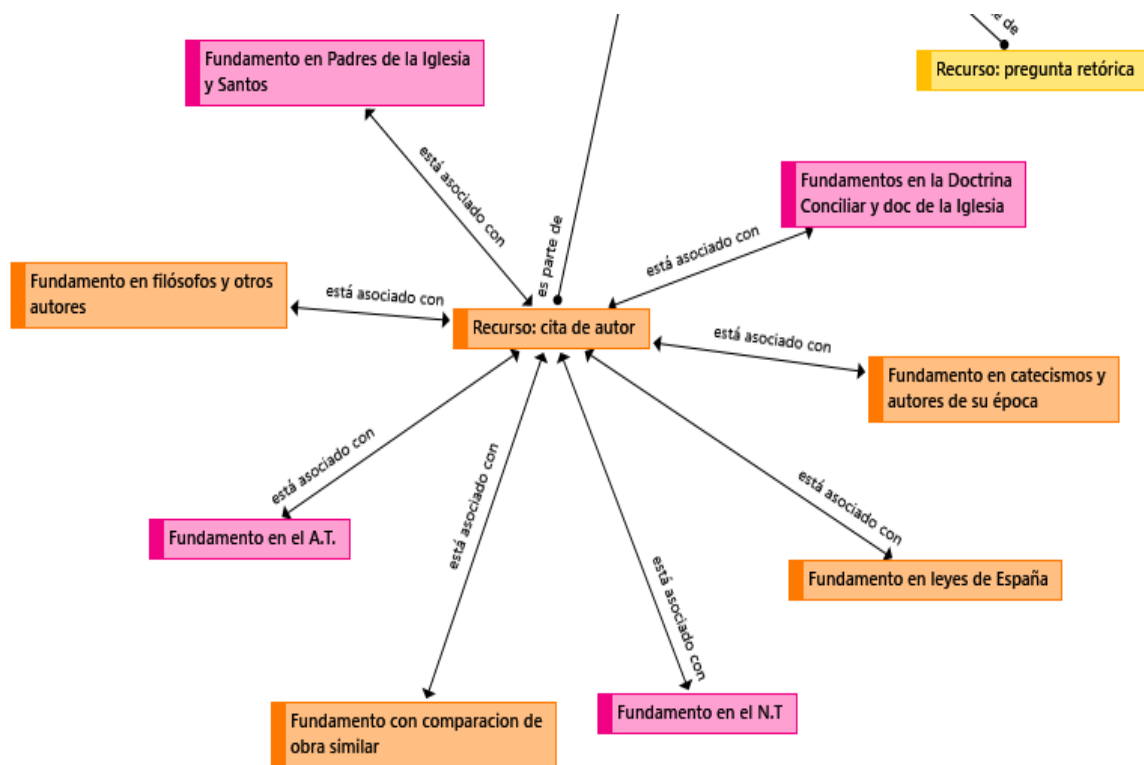 de
Fundamento en Padres de la Iglesia
y Santos
Recurso: pregunta retórica
está asociado con
Fundamentos en la Doctrina
Conciliar y doc de la Iglesia
es parte de
está asociado con
Fundamento en filósofos y otros
autores
está asociado con
Recurso: cita de autor
está asociado con
Fundamento en catecismos y
autores de su época
está asociado con
está asociado con
está asociado con
está asociado con
Fundamento en el A.T.
Fundamento en leyes de España
Fundamento con comparacion de
obra similar
Fundamento en el N.T